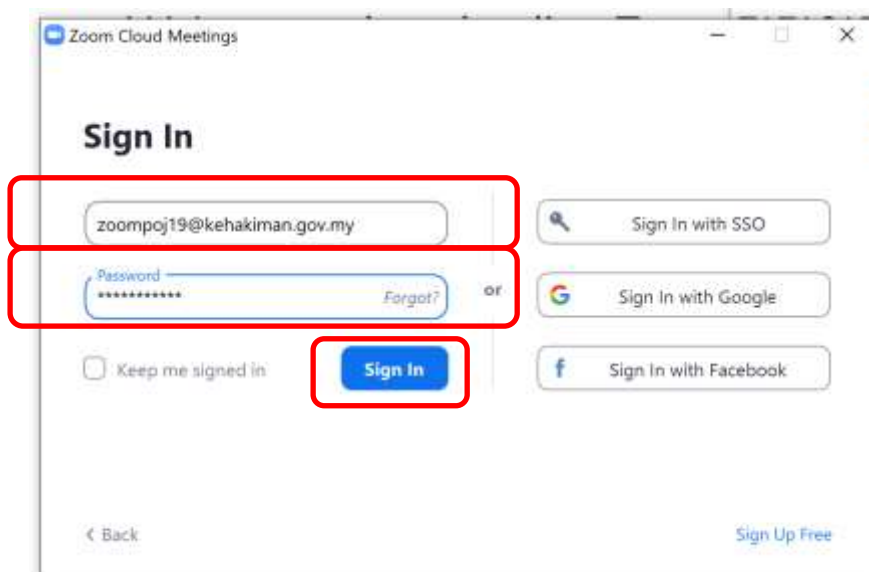 Zoom Cloud Meetings
Sign In
zoompoj19@kehakiman.gov.my
Password
***********
Forgot?
Keep me signed in
Sign In
or
Sign In with SSO
Sign In with Google
Sign In with Facebook
< Back
Sign Up Free